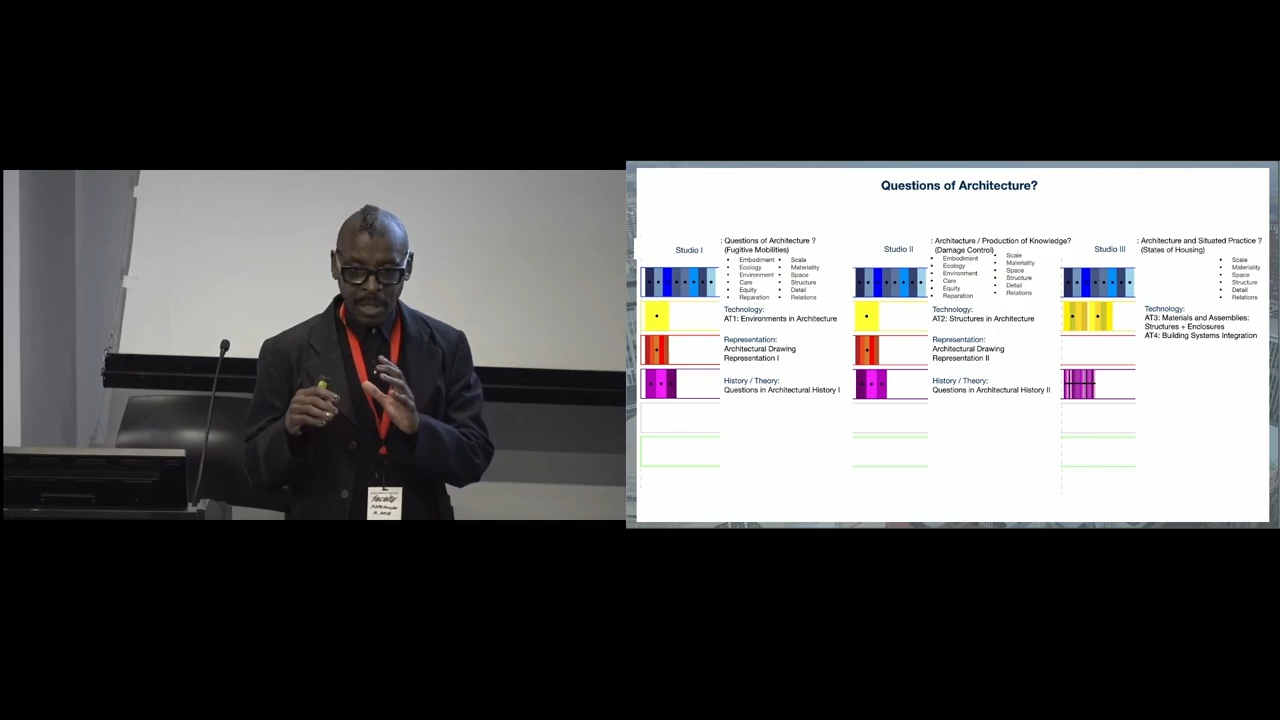 Faculty
Questions of Architecture?
Studio I
: Questions of Architecture ?
(Fugitive Mobilities)
• Embodiment
• Ecology
• Environment
• Care
• Equity
• Reparation
• Scale
• Materiality
• Space
• Structure
• Detail
• Relations
Technology:
AT1: Environments in Architecture
Representation:
Architectural Drawing
Representation I
History / Theory:
Questions in Architectural History I
Studio II
: Architecture / Production of Knowledge?
(Damage Control)
• Embodiment
• Ecology
• Environment
• Care
• Equity
• Reparation
• Scale
• Materiality
• Space
• Structure
• Detail
• Relations
Technology:
AT2: Structures in Architecture
Representation:
Architectural Drawing
Representation II
History / Theory:
Questions in Architectural History II
Studio III
: Architecture and Situated Practice ?
(States of Housing)
• Scale
• Materiality
• Space
• Structure
• Detail
• Relations
Technology:
AT3: Materials and Assemblies:
Structures + Enclosures
AT4: Building Systems Integration